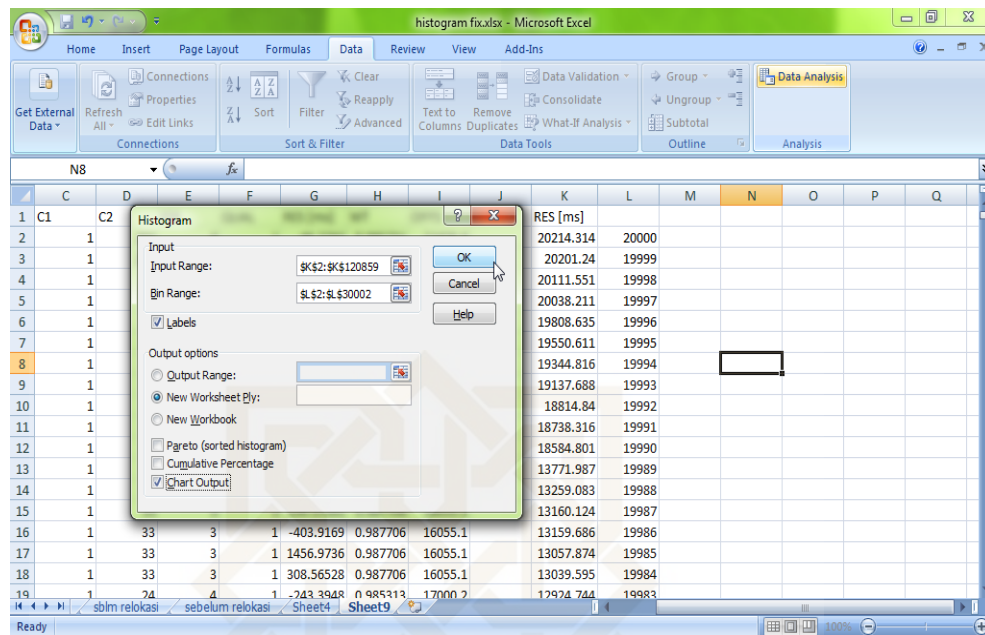 histogram fix.xlsx - Microsoft Excel
Home Insert Page Layout Formulas Data Review View Add-Ins
Get External Data
Refresh All
Connections
Properties
Edit Links
Connections
Sort
Filter
Clear
Reapply
Advanced
Sort & Filter
Text to Columns
Remove Duplicates
Data Validation
Consolidate
What-If Analysis
Data Tools
Group
Ungroup
Subtotal
Outline
Data Analysis
Analysis
N8 fx
C D E F G H I J K L M N O P Q
1 C1 C2 RES [ms]
2 1 20214.314 20000
3 1 20201.24 19999
4 1 20111.551 19998
5 1 20038.211 19997
6 1 19808.635 19996
7 1 19550.611 19995
8 1 19344.816 19994
9 1 19137.688 19993
10 1 18814.84 19992
11 1 18738.316 19991
12 1 18584.801 19990
13 1 13771.987 19989
14 1 13259.083 19988
15 1 13160.124 19987
16 1 33 3 1 -403.9169 0.987706 16055.1 13159.686 19986
17 1 33 3 1 1456.9736 0.987706 16055.1 13057.874 19985
18 1 33 3 1 308.56528 0.987706 16055.1 13039.595 19984
19 1 24 4 1 -243.3948 0.985313 17000.2 12924.744 19983
Histogram
Input
Input Range: $K$2:$K$120859
Bin Range: $L$2:$L$30002
Labels
OK
Cancel
Help
Output options
Output Range:
New Worksheet Ply:
New Workbook
Pareto (sorted histogram)
Cumulative Percentage
Chart Output
sblm relokasi sebelum relokasi Sheet4 Sheet9
Ready 100%